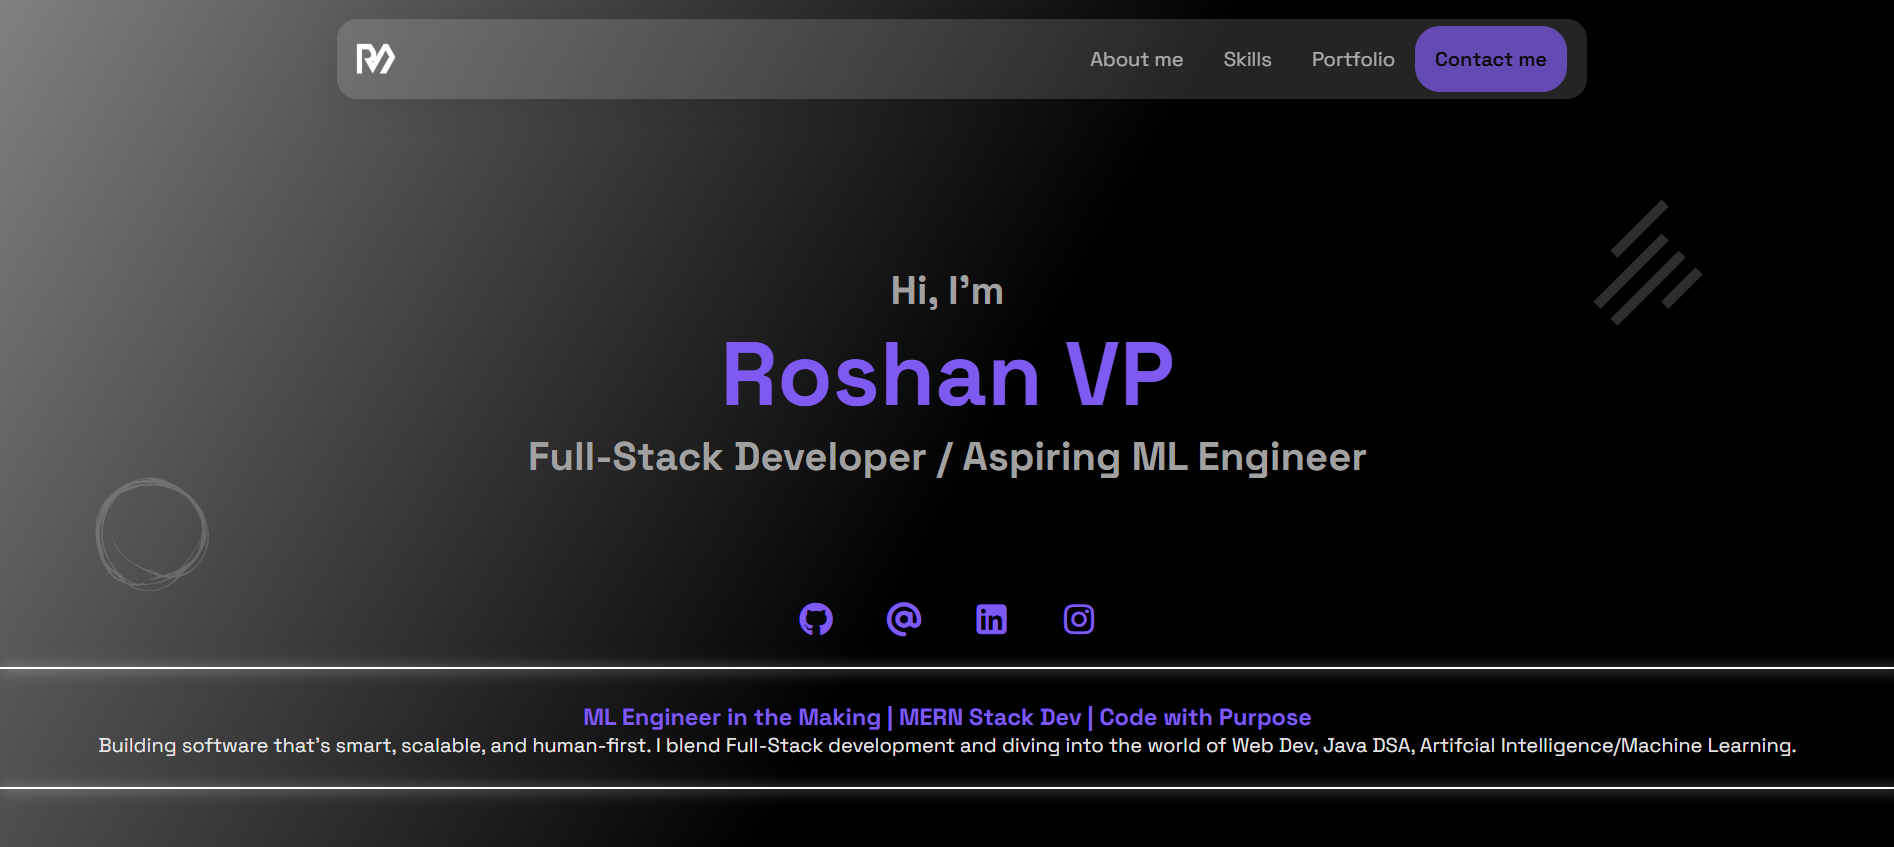 About me Skills Portfolio Contact me
Hi, I'm
Roshan VP
Full-Stack Developer / Aspiring ML Engineer
ML Engineer in the Making | MERN Stack Dev | Code with Purpose
Building software that's smart, scalable, and human-first. I blend Full-Stack development and diving into the world of Web Dev, Java DSA, Artifcial Intelligence/Machine Learning.